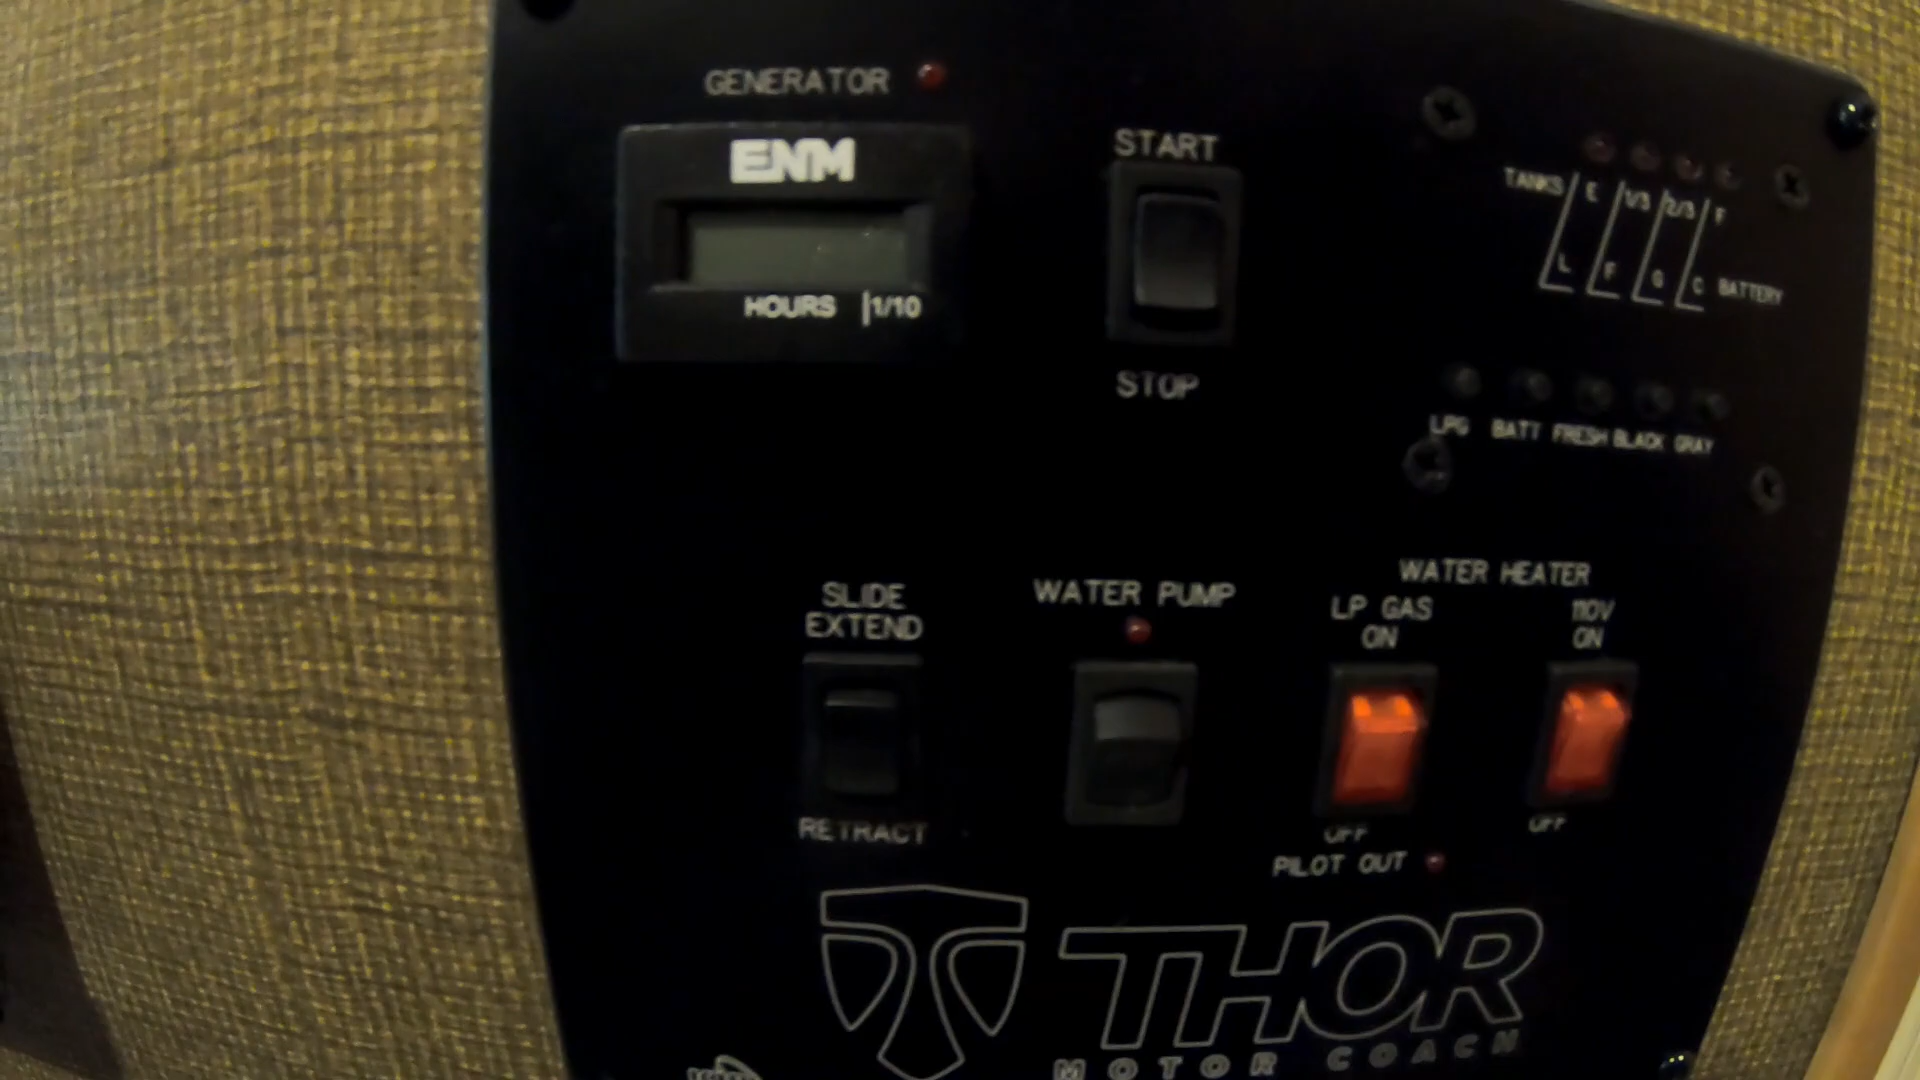 GENERATOR
ENM
HOURS 1/10
START
STOP
TANKS E 1/3 2/3 F
L F G C BATTERY
LPG BATT FRESH BLACK GRAY
SLIDE
EXTEND
RETRACT
WATER PUMP
WATER HEATER
LP GAS 110V
ON ON
OFF OFF
PILOT OUT
THOR
MOTOR COACH